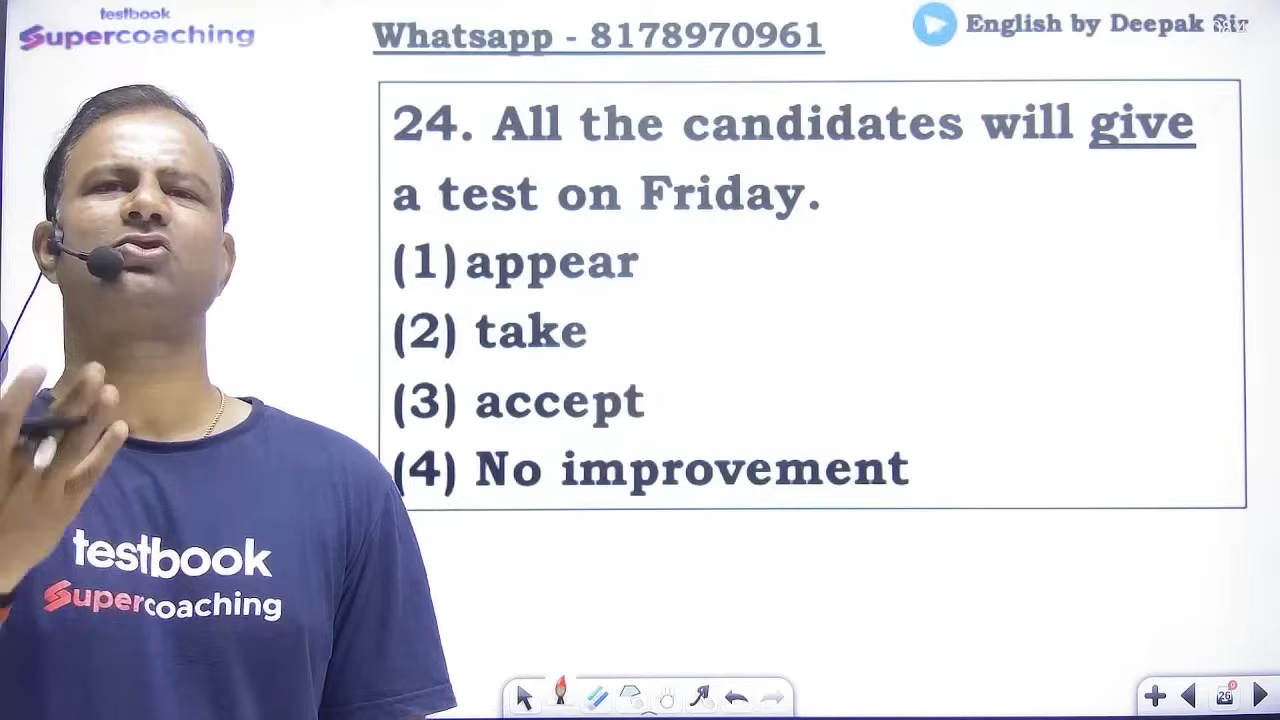 testbook
Supercoaching
Whatsapp - 8178970961
English by Deepak Sir
24. All the candidates will give
a test on Friday.
(1) appear
(2) take
(3) accept
(4) No improvement
testbook
Supercoaching
26